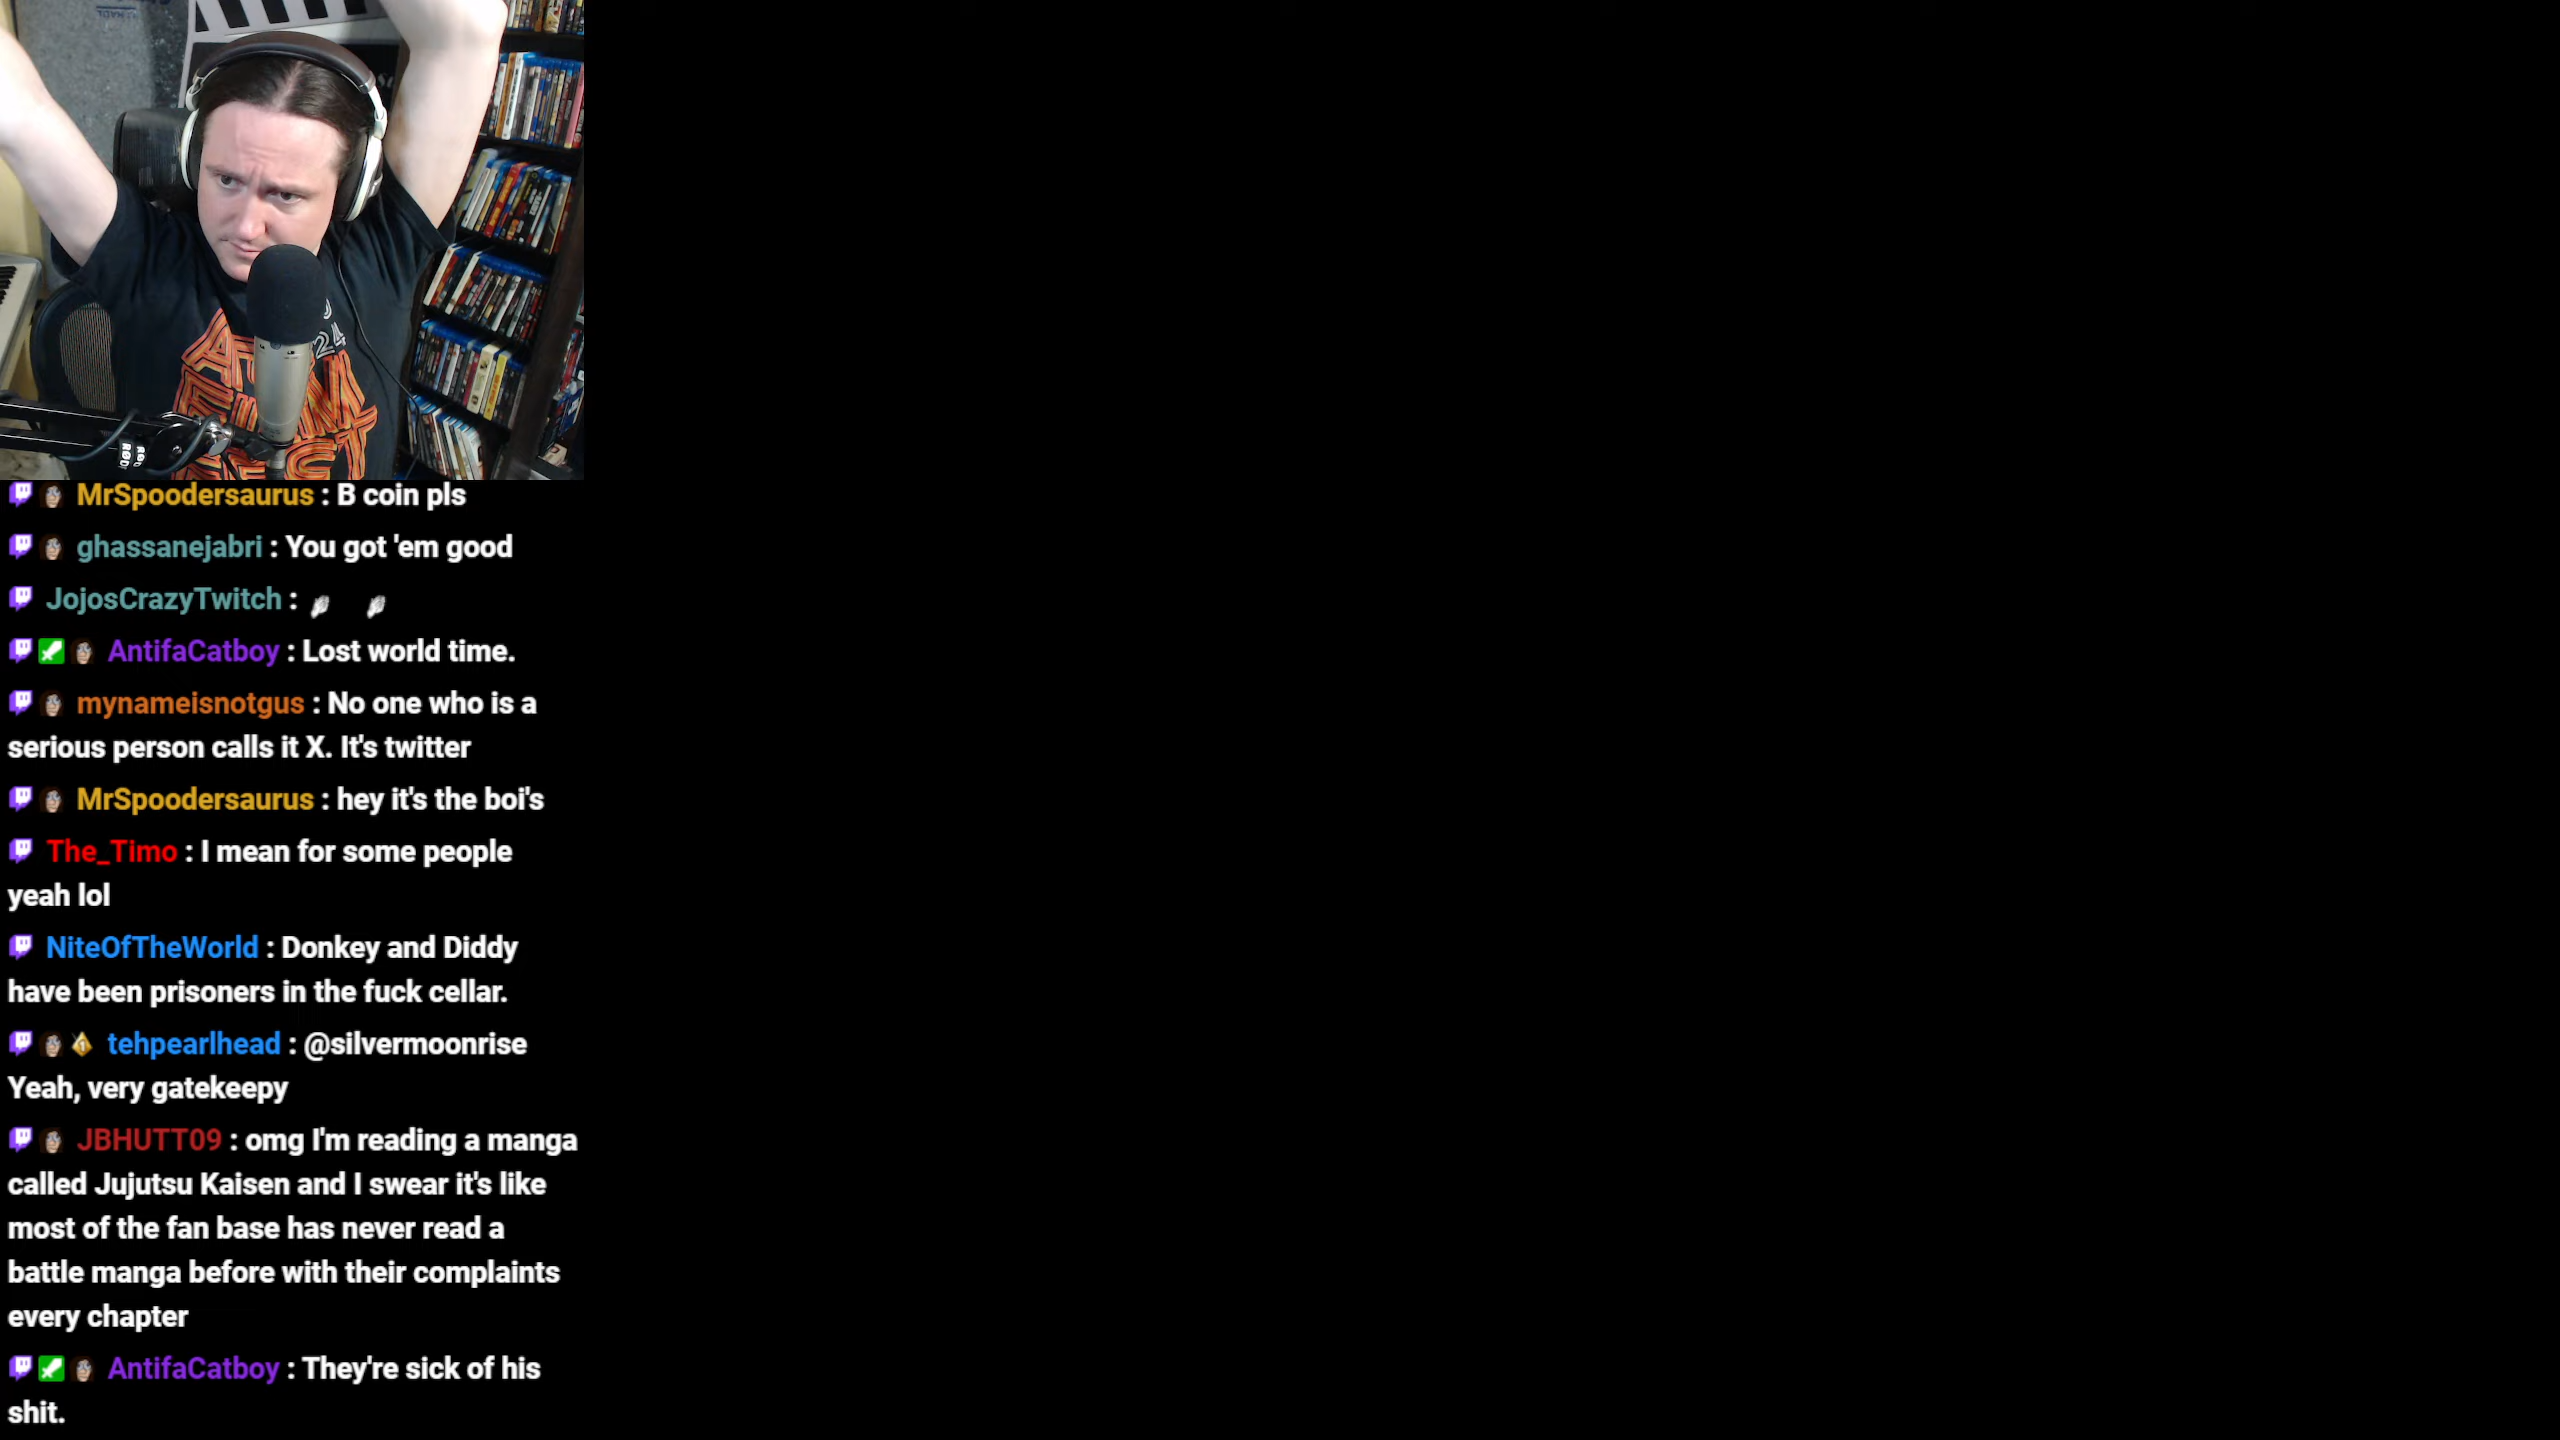 24
RØDE
MrSpoodersaurus : B coin pls
ghassanejabri : You got 'em good
JojosCrazyTwitch :
AntifaCatboy : Lost world time.
mynameisnotgus : No one who is a
serious person calls it X. It's twitter
MrSpoodersaurus : hey it's the boi's
The_Timo : I mean for some people
yeah lol
NiteOfTheWorld : Donkey and Diddy
have been prisoners in the fuck cellar.
tehpearlhead : @silvermoonrise
Yeah, very gatekeepy
JBHUTT09 : omg I'm reading a manga
called Jujutsu Kaisen and I swear it's like
most of the fan base has never read a
battle manga before with their complaints
every chapter
AntifaCatboy : They're sick of his
shit.